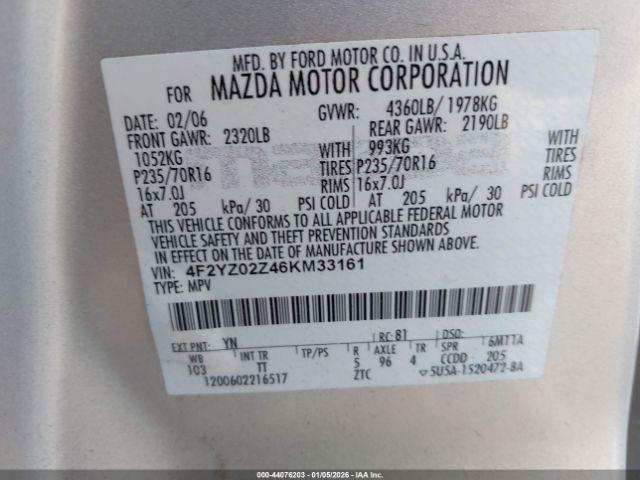 MFD. BY FORD MOTOR CO. IN U.S.A.
FOR MAZDA MOTOR CORPORATION
DATE: 02/06 GVWR: 4360LB/ 1978KG
FRONT GAWR: 2320LB REAR GAWR: 2190LB
1052KG WITH 993KG WITH
P235/70R16 TIRES P235/70R16 TIRES
16x7.0J RIMS 16x7.0J RIMS
AT 205 kPa/ 30 PSI COLD AT 205 kPa/ 30 PSI COLD
THIS VEHICLE CONFORMS TO ALL APPLICABLE FEDERAL MOTOR
VEHICLE SAFETY AND THEFT PREVENTION STANDARDS
IN EFFECT ON THE DATE OF MANUFACTURE SHOWN ABOVE.
VIN: 4F2YZ02Z46KM33161
TYPE: MPV
EXT PNT: YN RC: 81 DSO:
WB INT TR TP/PS R AXLE TR SPR 6M11A
103 TT 5 96 4 CCDD 205
1200602216517 ZTC 5U5A-1520472-BA
000-44076203 - 01/05/2026 - IAA Inc.